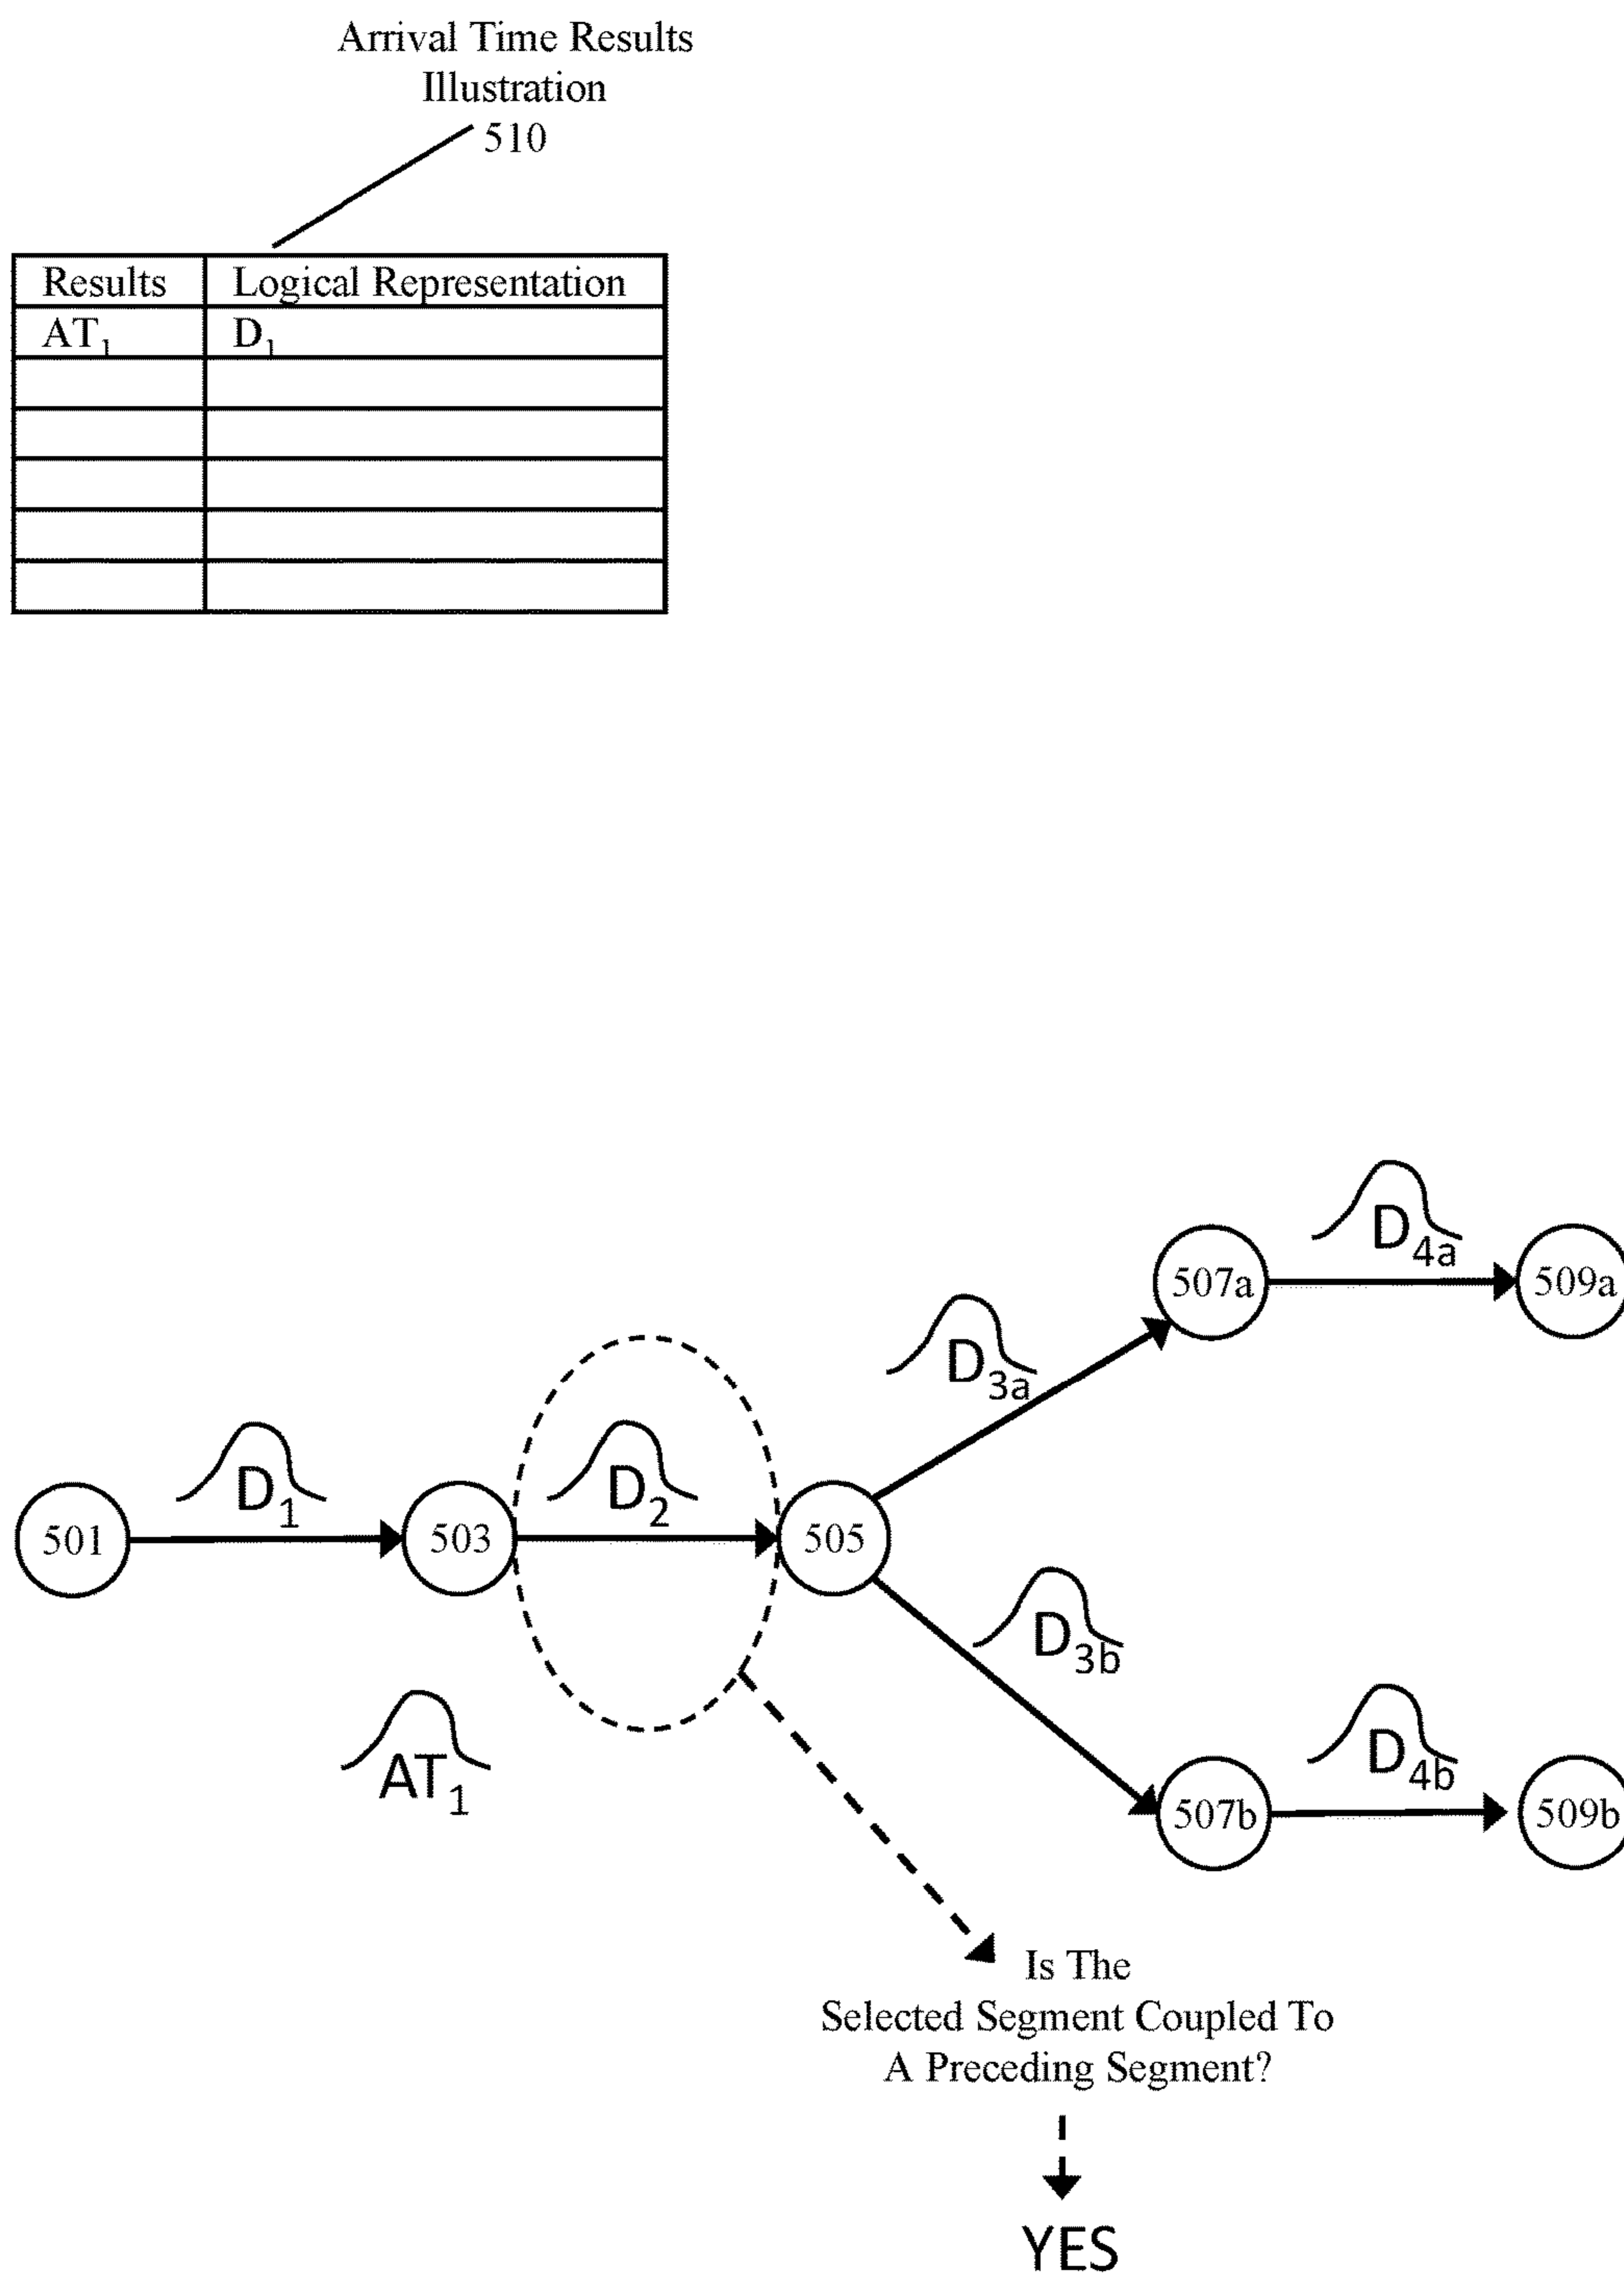 Arrival Time Results
Illustration
510
Results Logical Representation
AT1 D1
D4a
507a 509a
D3a
D1 D2
501 503 505
D3b
AT1
D4b
507b 509b
Is The
Selected Segment Coupled To
A Preceding Segment?
YES